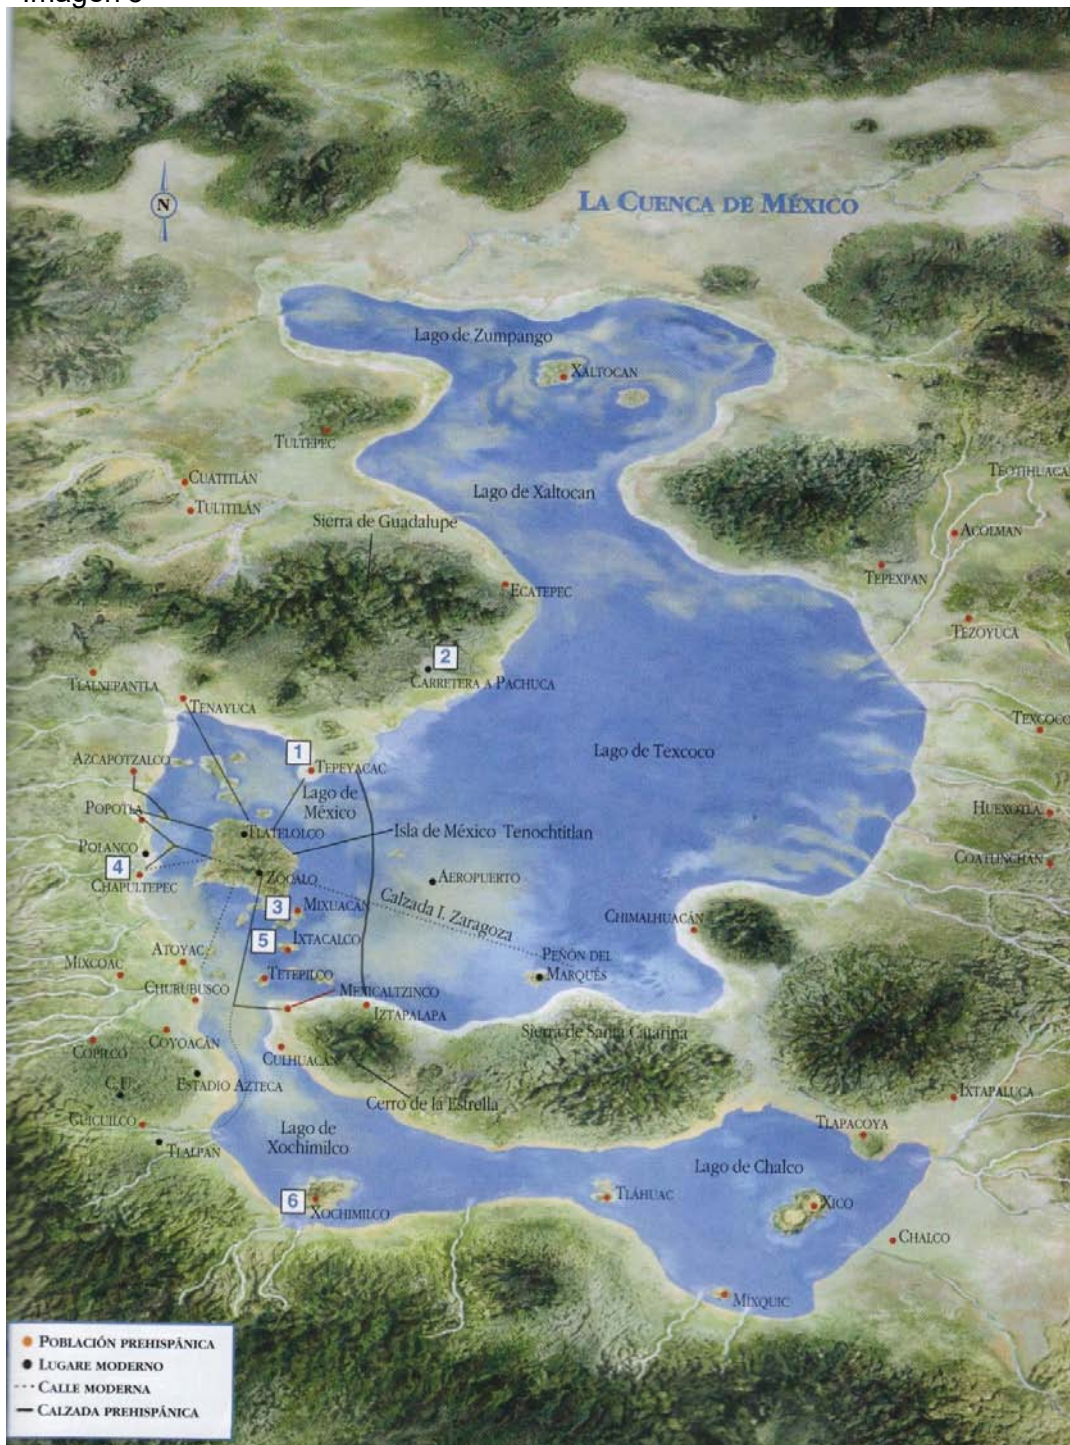 N
LA CUENCA DE MÉXICO
Lago de Zumpango
XALTOCAN
TULTEPEC
Lago de Xaltocan
CUATITLÁN
TULTITLÁN
Sierra de Guadalupe
TEOTIHUACA
ACOLMAN
TEPEXPAN
ECATEPEC
TEZOYUCA
2
CARRETERA A PACHUCA
TLALNEPANTLA
TENAYUCA
TEXCOCO
1
TEPEYACAC
Lago de Texcoco
AZCAPOTZALCO
Lago de
México
POPOTLA
HUEXOTLA
TLATELOLCO
Isla de México Tenochtitlan
POLANCO
4
CHAPULTEPEC
COATLINCHAN
ZÓCALO
AEROPUERTO
Calzada I. Zaragoza
3
MIXUACÁN
CHIMALHUACÁN
5
IXTACALCO
ATOYAC
PEÑÓN DEL
MARQUÉS
MIXCOAC
TETEPILCO
CHURUBUSCO
MEXICALTZINCO
IZTAPALAPA
Sierra de Santa Catarina
COYOACÁN
COPILCO
CULHUACÁN
C.U.
ESTADIO AZTECA
Cerro de la Estrella
IXTAPALUCA
CUICUILCO
TLAPACOYA
Lago de
Xochimilco
TLALPAN
Lago de Chalco
6
XOCHIMILCO
TLÁHUAC
XICO
CHALCO
MIXQUIC
POBLACIÓN PREHISPÁNICA
LUGARE MODERNO
CALLE MODERNA
CALZADA PREHISPÁNICA